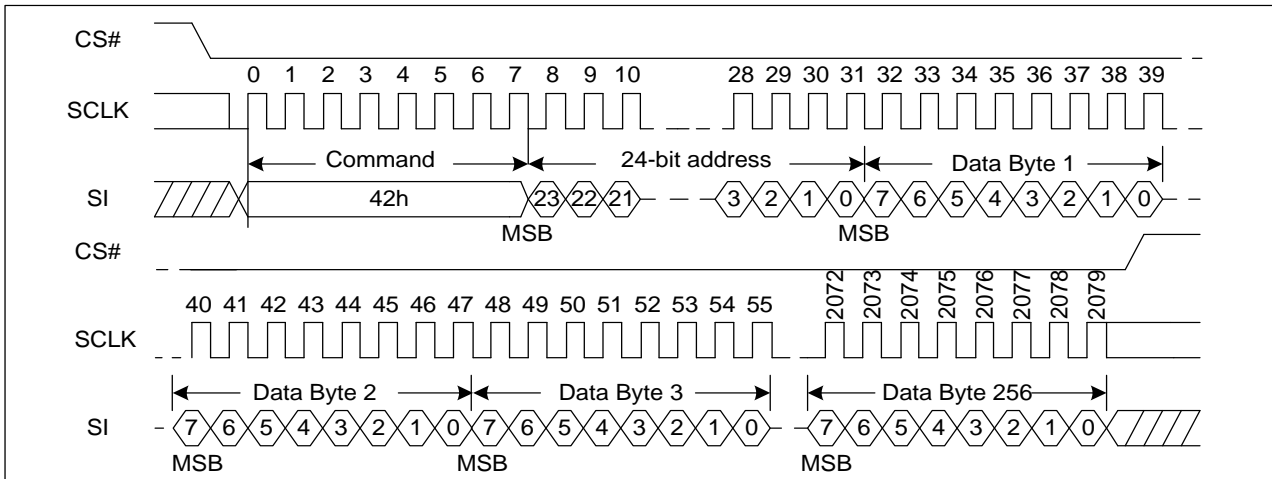 CS#
0 1 2 3 4 5 6 7 8 9 10 28 29 30 31 32 33 34 35 36 37 38 39
SCLK
Command 24-bit address Data Byte 1
SI 42h 23 22 21 3 2 1 0 7 6 5 4 3 2 1 0
MSB MSB
CS#
40 41 42 43 44 45 46 47 48 49 50 51 52 53 54 55 2072 2073 2074 2075 2076 2077 2078 2079
SCLK
Data Byte 2 Data Byte 3 Data Byte 256
SI 7 6 5 4 3 2 1 0 7 6 5 4 3 2 1 0 7 6 5 4 3 2 1 0
MSB MSB MSB